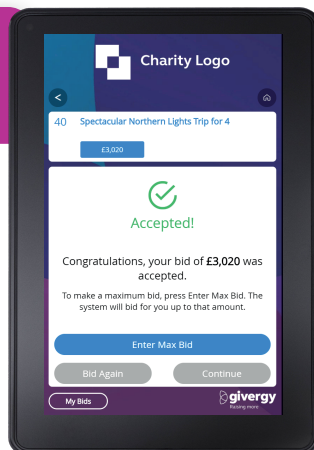 Charity Logo
<
40 Spectacular Northern Lights Trip for 4
£3,020
Accepted!
Congratulations, your bid of £3,020 was
accepted.
To make a maximum bid, press Enter Max Bid. The
system will bid for you up to that amount.
Enter Max Bid
Bid Again Continue
My Bids
givergy
Raising more